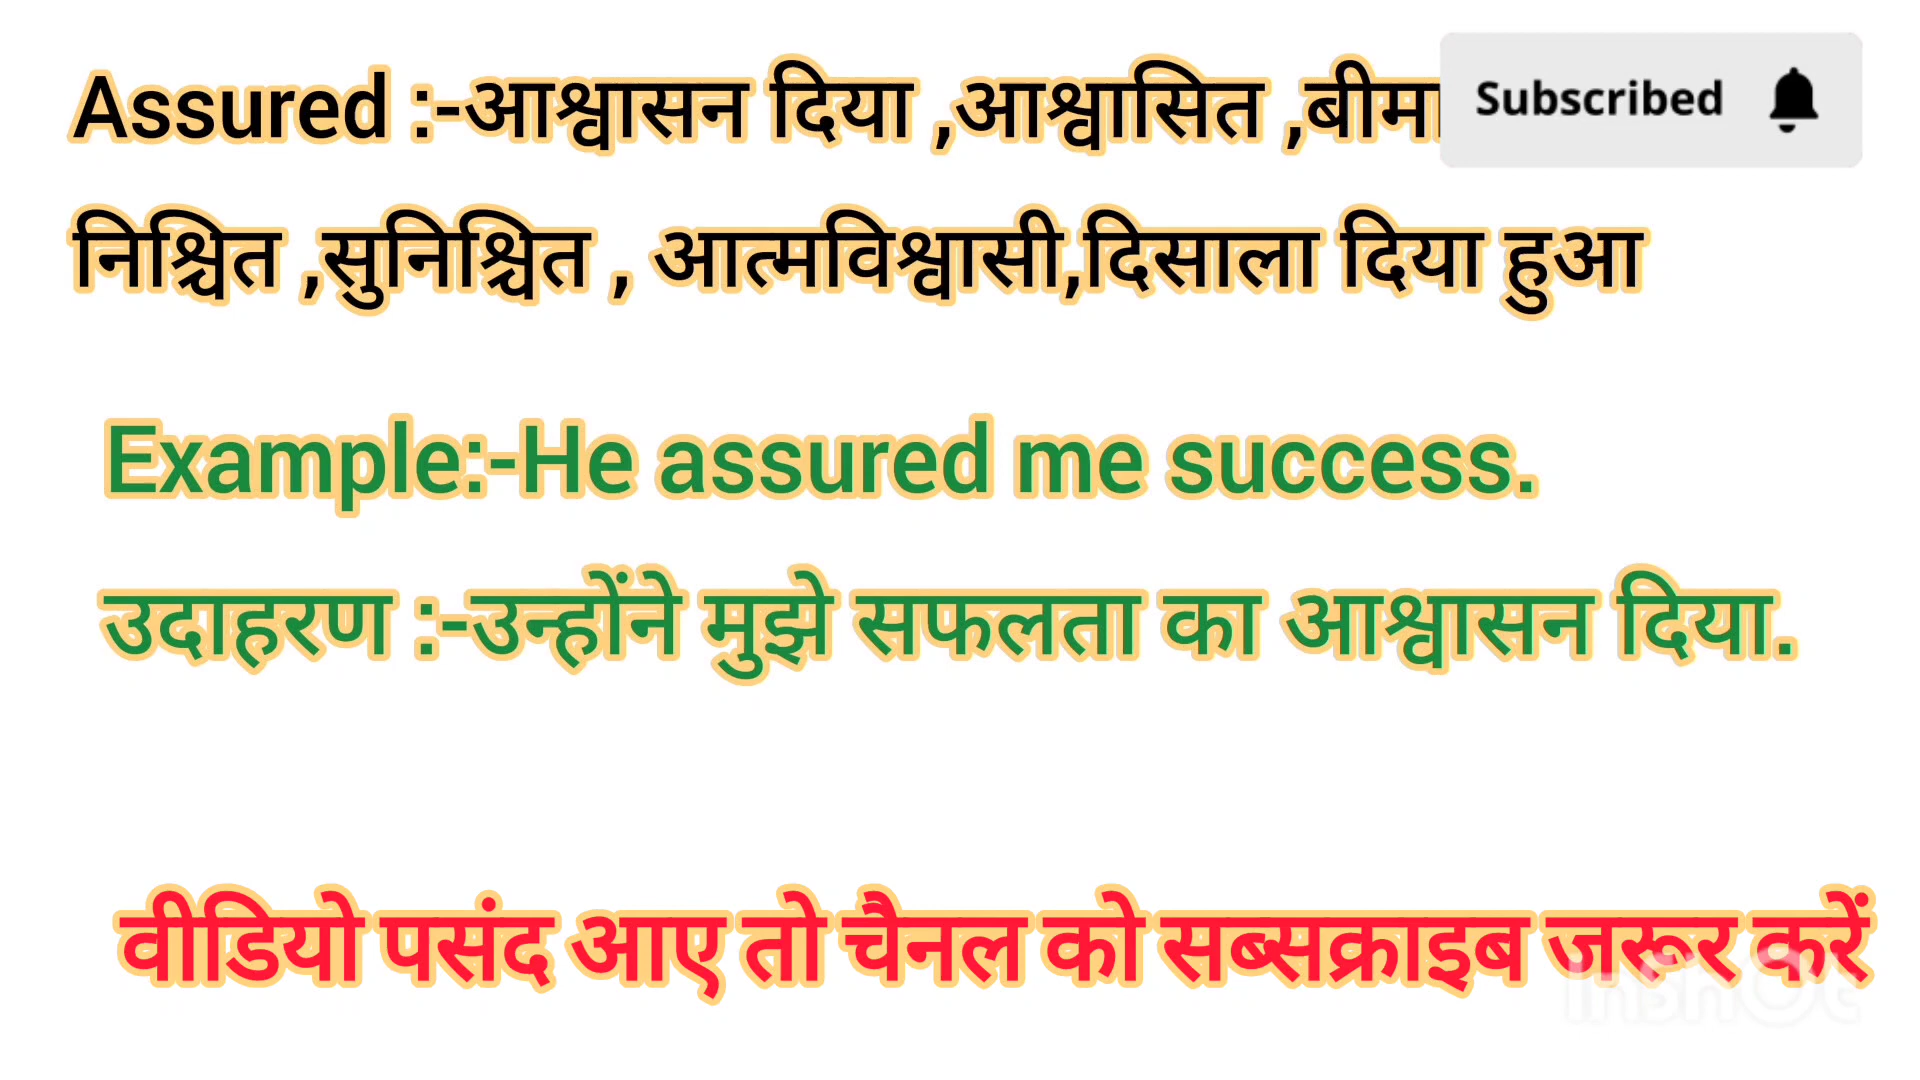 Assured :-आश्वासन दिया ,आश्वासित ,बीमा
Subscribed
निश्चित ,सुनिश्चित , आत्मविश्वासी,दिसाला दिया हुआ
Example:-He assured me success.
उदाहरण :-उन्होंने मुझे सफलता का आश्वासन दिया.
वीडियो पसंद आए तो चैनल को सब्सक्राइब जरूर करें
InShOt